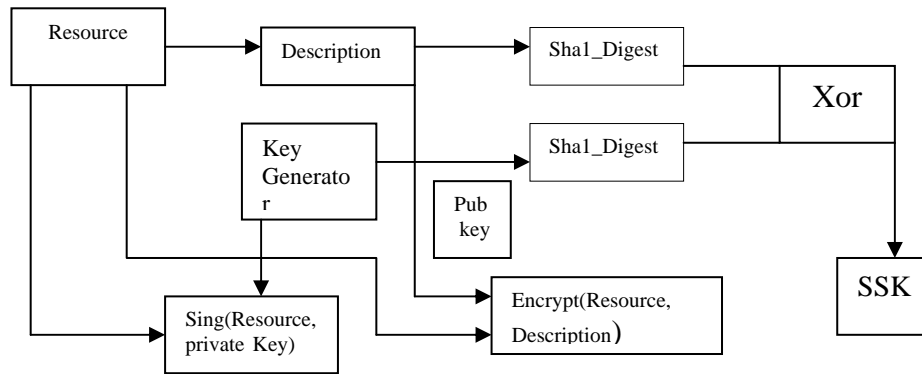 Resource
Description
Sha1_Digest
Xor
Key
Generato
r
Sha1_Digest
Pub
key
SSK
Sing(Resource,
private Key)
Encrypt(Resource,
Description)